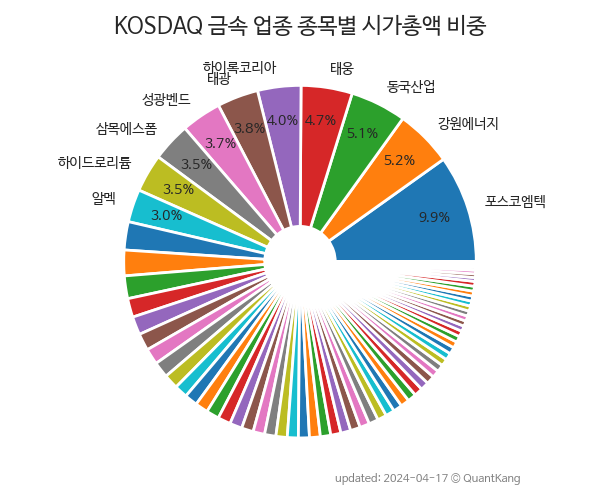 KOSDAQ 금속 업종 종목별 시가총액 비중
하이록코리아
태웅
태광
동국산업
성광벤드
강원에너지
삼목에스폼
하이드로리튬
알멕
포스코엠텍
4.0%
4.7%
3.8%
5.1%
3.7%
5.2%
3.5%
3.5%
3.0%
9.9%
updated: 2024-04-17 © QuantKang